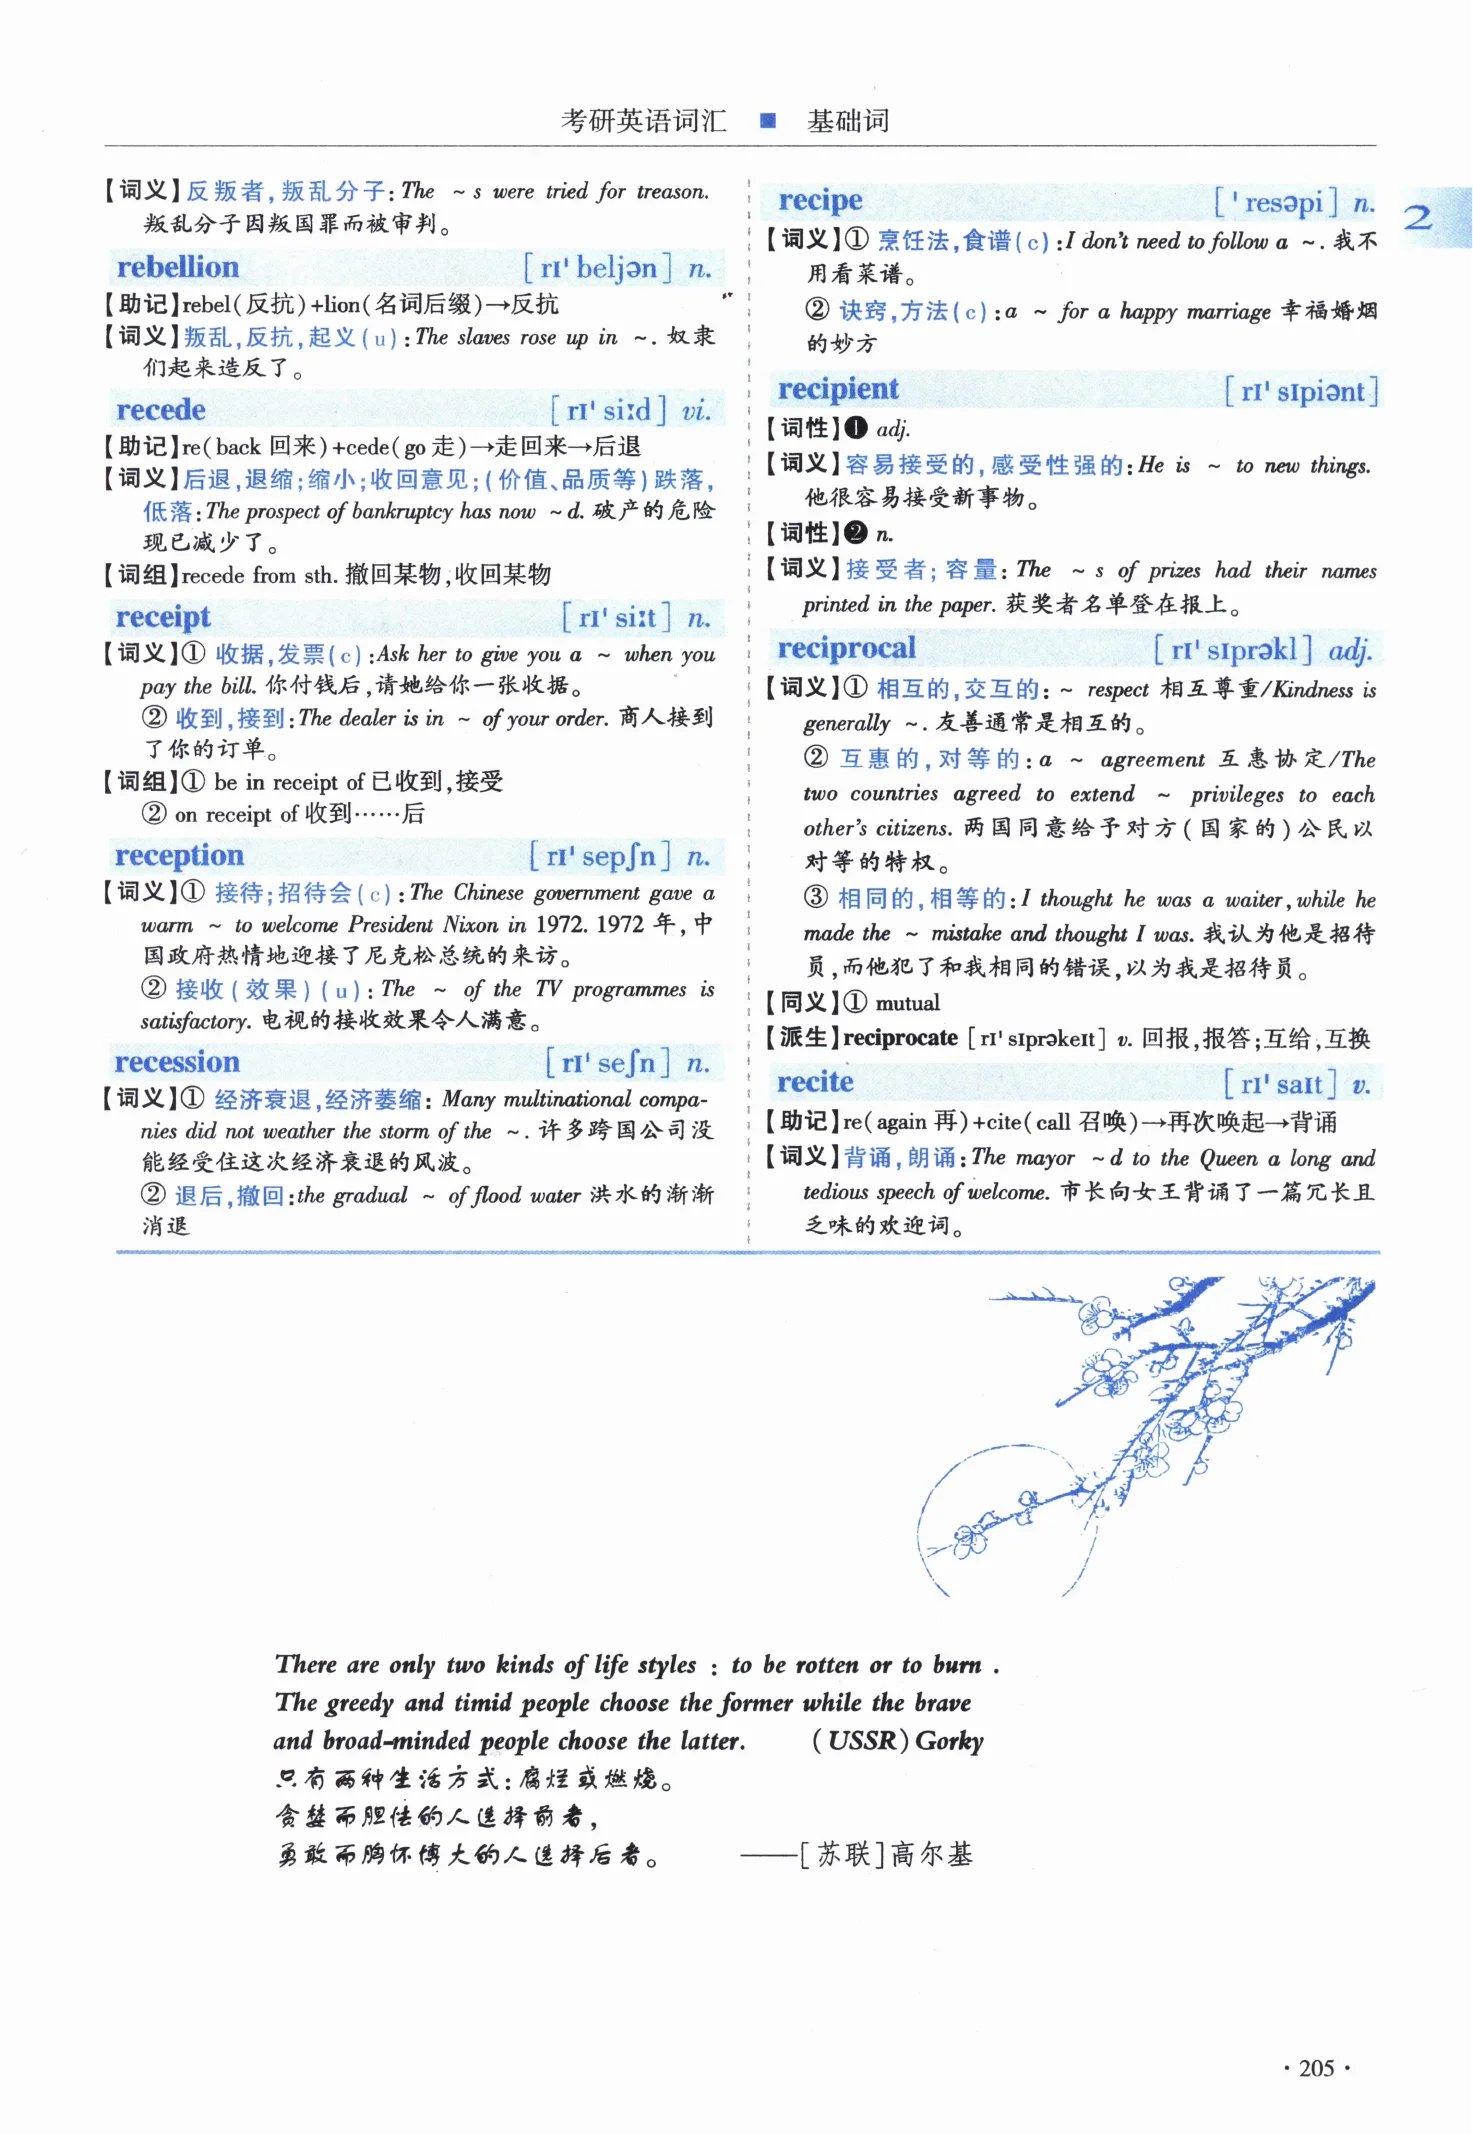 考研英语词汇 ■ 基础词
【词义】反叛者,叛乱分子:The ~ s were tried for treason.
叛乱分子因叛国罪而被审判。
rebellion [rɪˈbeljən] n.
【助记】rebel(反抗)+lion(名词后缀)→反抗
【词义】叛乱,反抗,起义(u):The slaves rose up in ~. 奴隶
们起来造反了。
recede [rɪˈsiːd] vi.
【助记】re(back 回来)+cede(go 走)→走回来→后退
【词义】后退,退缩;缩小;收回意见;(价值、品质等)跌落,
低落:The prospect of bankruptcy has now ~d. 破产的危险
现已减少了。
【词组】recede from sth. 撤回某物,收回某物
receipt [rɪˈsiːt] n.
【词义】① 收据,发票(c):Ask her to give you a ~ when you
pay the bill. 你付钱后,请她给你一张收据。
② 收到,接到:The dealer is in ~ of your order. 商人接到
了你的订单。
【词组】① be in receipt of 已收到,接受
② on receipt of 收到……后
reception [rɪˈsepʃn] n.
【词义】① 接待;招待会(c):The Chinese government gave a
warm ~ to welcome President Nixon in 1972. 1972 年,中
国政府热情地迎接了尼克松总统的来访。
② 接收(效果)(u):The ~ of the TV programmes is
satisfactory. 电视的接收效果令人满意。
recession [rɪˈseʃn] n.
【词义】① 经济衰退,经济萎缩: Many multinational compa-
nies did not weather the storm of the ~. 许多跨国公司没
能经受住这次经济衰退的风波。
② 退后,撤回:the gradual ~ of flood water 洪水的渐渐
消退
recipe [ˈresəpi] n.
【词义】① 烹饪法,食谱(c):I don't need to follow a ~. 我不
用看菜谱。
② 诀窍,方法(c):a ~ for a happy marriage 幸福婚烟
的妙方
recipient [rɪˈsɪpiənt]
【词性】❶ adj.
【词义】容易接受的,感受性强的:He is ~ to new things.
他很容易接受新事物。
【词性】❷ n.
【词义】接受者;容量:The ~ s of prizes had their names
printed in the paper. 获奖者名单登在报上。
reciprocal [rɪˈsɪprəkl] adj.
【词义】① 相互的,交互的: ~ respect 相互尊重/Kindness is
generally ~. 友善通常是相互的。
② 互惠的,对等的:a ~ agreement 互惠协定/The
two countries agreed to extend ~ privileges to each
other's citizens. 两国同意给予对方(国家的)公民以
对等的特权。
③ 相同的,相等的:I thought he was a waiter,while he
made the ~ mistake and thought I was. 我认为他是招待
员,而他犯了和我相同的错误,以为我是招待员。
【同义】① mutual
【派生】reciprocate [rɪˈsɪprəkeɪt] v. 回报,报答;互给,互换
recite [rɪˈsaɪt] v.
【助记】re(again 再)+cite(call 召唤)→再次唤起→背诵
【词义】背诵,朗诵:The mayor ~d to the Queen a long and
tedious speech of welcome. 市长向女王背诵了一篇冗长且
乏味的欢迎词。
2
There are only two kinds of life styles : to be rotten or to burn .
The greedy and timid people choose the former while the brave
and broad-minded people choose the latter. (USSR) Gorky
只有两种生活方式:腐烂或燃烧。
贪婪而胆怯的人选择前者,
勇敢而胸怀博大的人选择后者。 ——[苏联]高尔基
· 205 ·